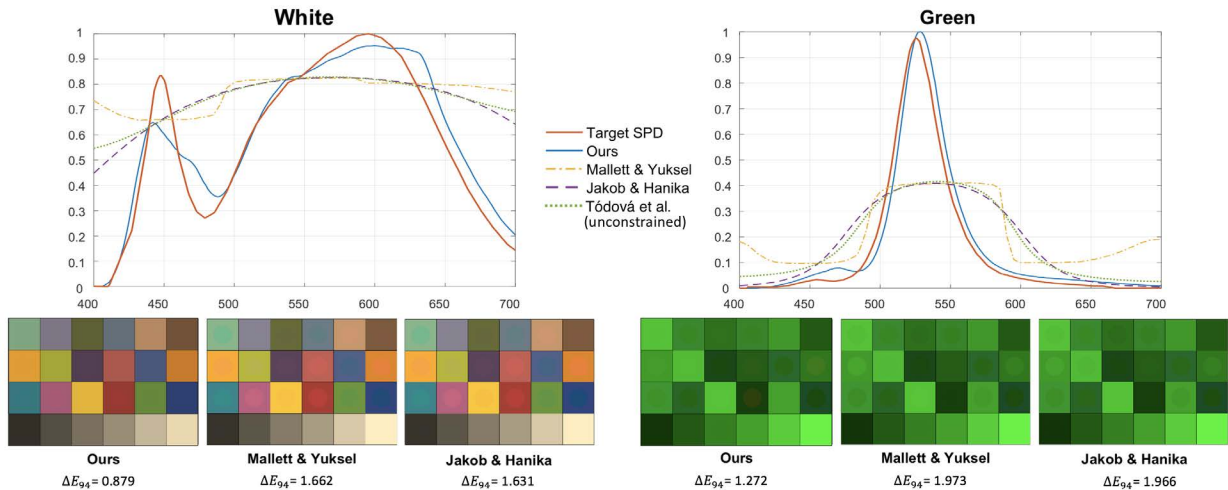 White
1
0.9
0.8
0.7
0.6
0.5
0.4
0.3
0.2
0.1
0
400 450 500 550 600 650 700
Target SPD
Ours
Mallett & Yuksel
Jakob & Hanika
Tódová et al.
(unconstrained)
Green
1
0.9
0.8
0.7
0.6
0.5
0.4
0.3
0.2
0.1
0
400 450 500 550 600 650 700
Ours
ΔE94= 0.879
Mallett & Yuksel
ΔE94= 1.662
Jakob & Hanika
ΔE94= 1.631
Ours
ΔE94= 1.272
Mallett & Yuksel
ΔE94= 1.973
Jakob & Hanika
ΔE94= 1.966